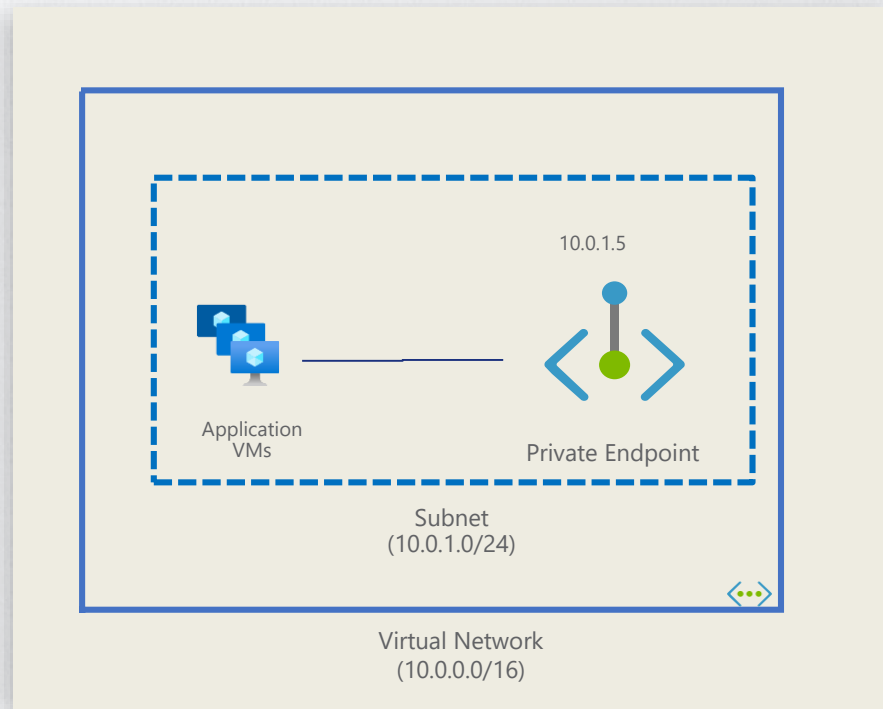 10.0.1.5
Application
VMs
Private Endpoint
Subnet
(10.0.1.0/24)
Virtual Network
(10.0.0.0/16)